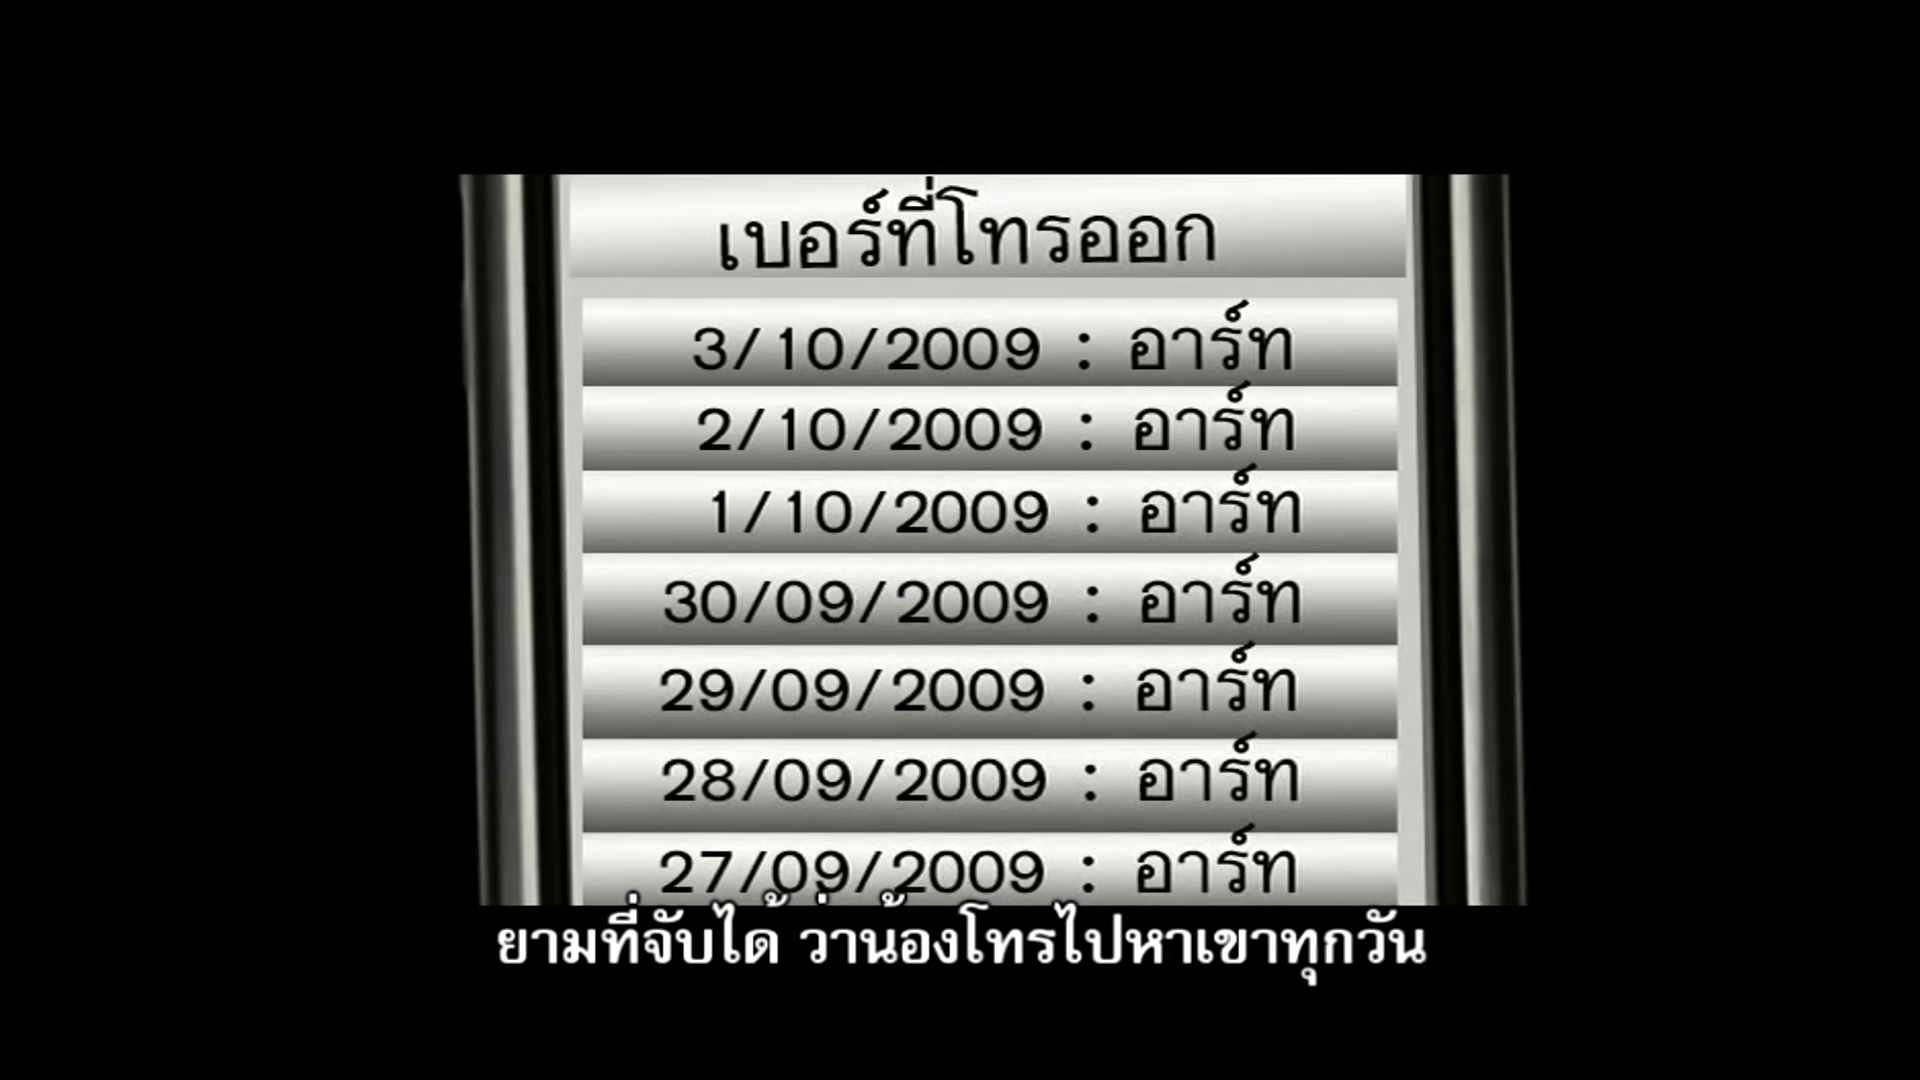 เบอร์ที่โทรออก
3/10/2009 : อาร์ท
2/10/2009 : อาร์ท
1/10/2009 : อาร์ท
30/09/2009 : อาร์ท
29/09/2009 : อาร์ท
28/09/2009 : อาร์ท
27/09/2009 : อาร์ท
ยามที่จับได้ ว่าน้องโทรไปหาเขาทุกวัน